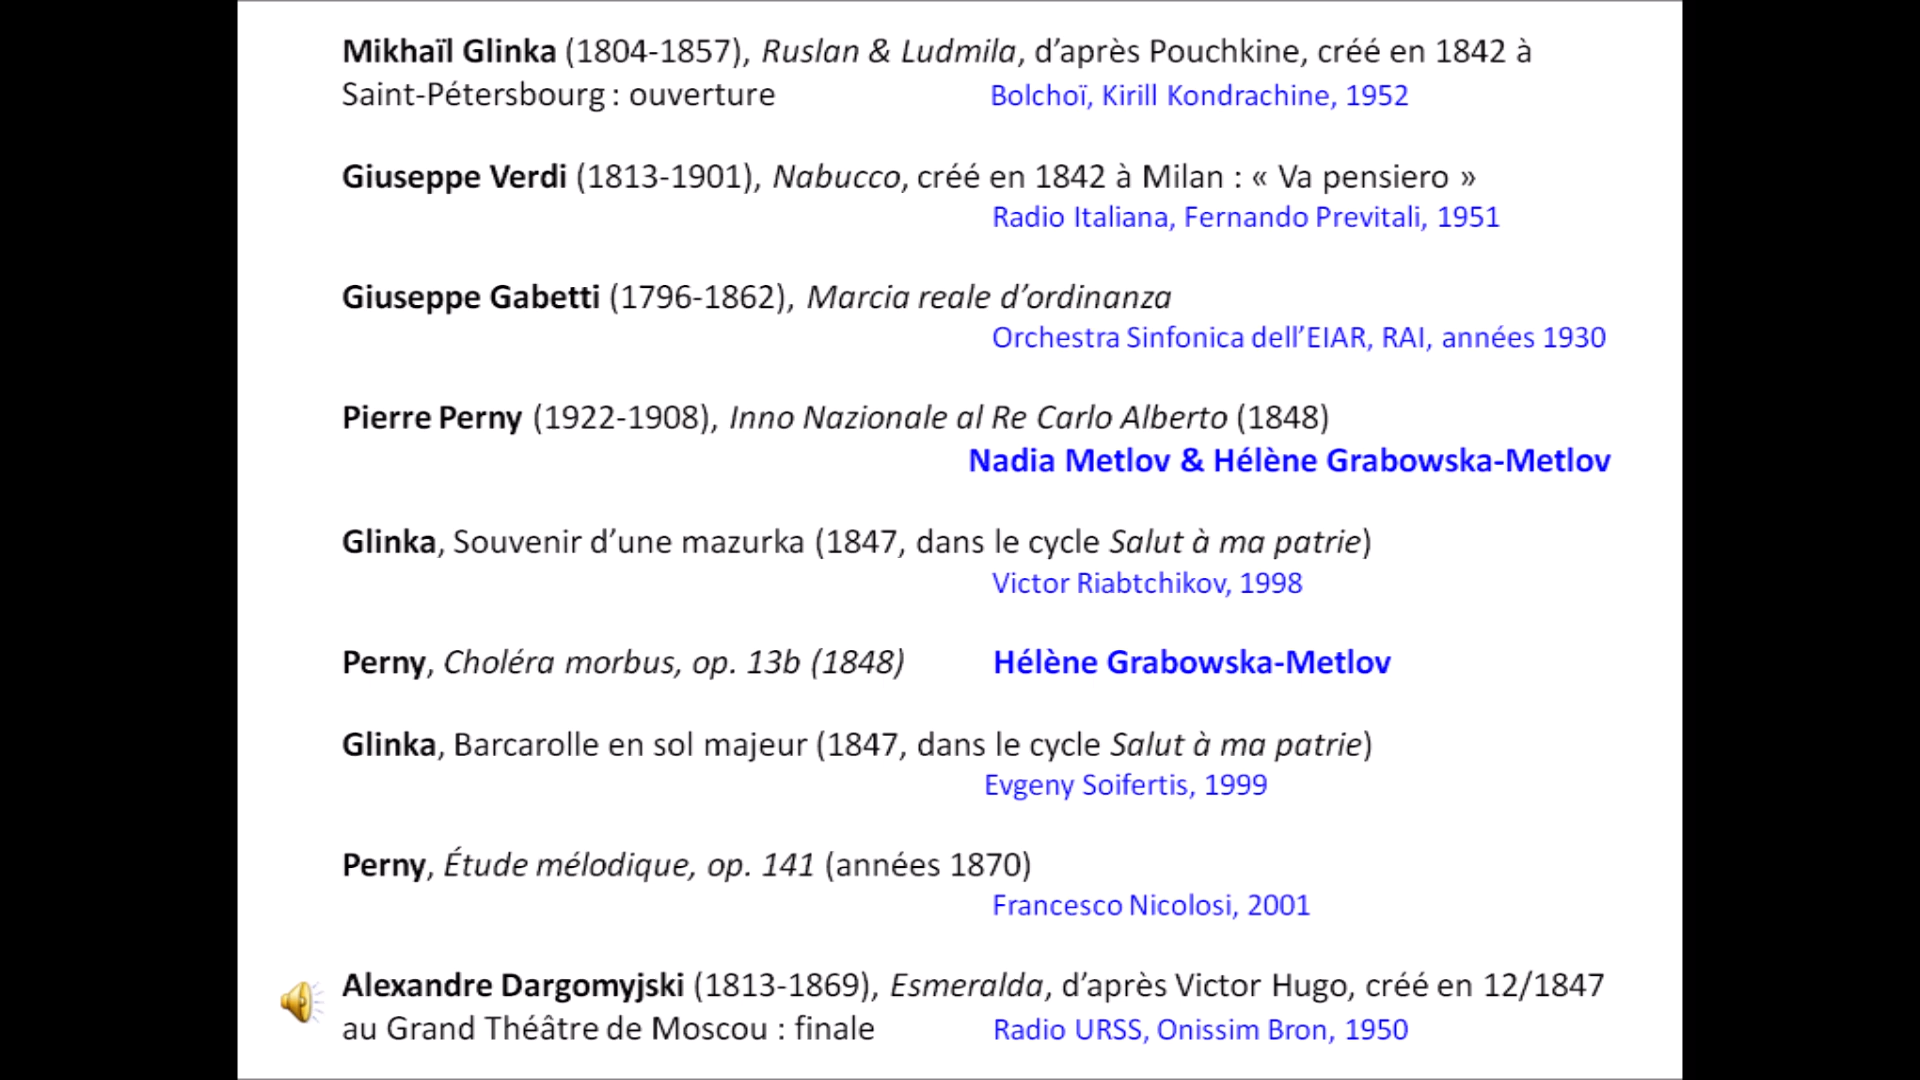 Mikhaïl Glinka (1804-1857), Ruslan & Ludmila, d’après Pouchkine, créé en 1842 à
Saint-Pétersbourg : ouverture Bolchoï, Kirill Kondrachine, 1952
Giuseppe Verdi (1813-1901), Nabucco, créé en 1842 à Milan : « Va pensiero »
Radio Italiana, Fernando Previtali, 1951
Giuseppe Gabetti (1796-1862), Marcia reale d’ordinanza
Orchestra Sinfonica dell’EIAR, RAI, années 1930
Pierre Perny (1922-1908), Inno Nazionale al Re Carlo Alberto (1848)
Nadia Metlov & Hélène Grabowska-Metlov
Glinka, Souvenir d’une mazurka (1847, dans le cycle Salut à ma patrie)
Victor Riabtchikov, 1998
Perny, Choléra morbus, op. 13b (1848) Hélène Grabowska-Metlov
Glinka, Barcarolle en sol majeur (1847, dans le cycle Salut à ma patrie)
Evgeny Soifertis, 1999
Perny, Étude mélodique, op. 141 (années 1870)
Francesco Nicolosi, 2001
Alexandre Dargomyjski (1813-1869), Esmeralda, d’après Victor Hugo, créé en 12/1847
au Grand Théâtre de Moscou : finale Radio URSS, Onissim Bron, 1950